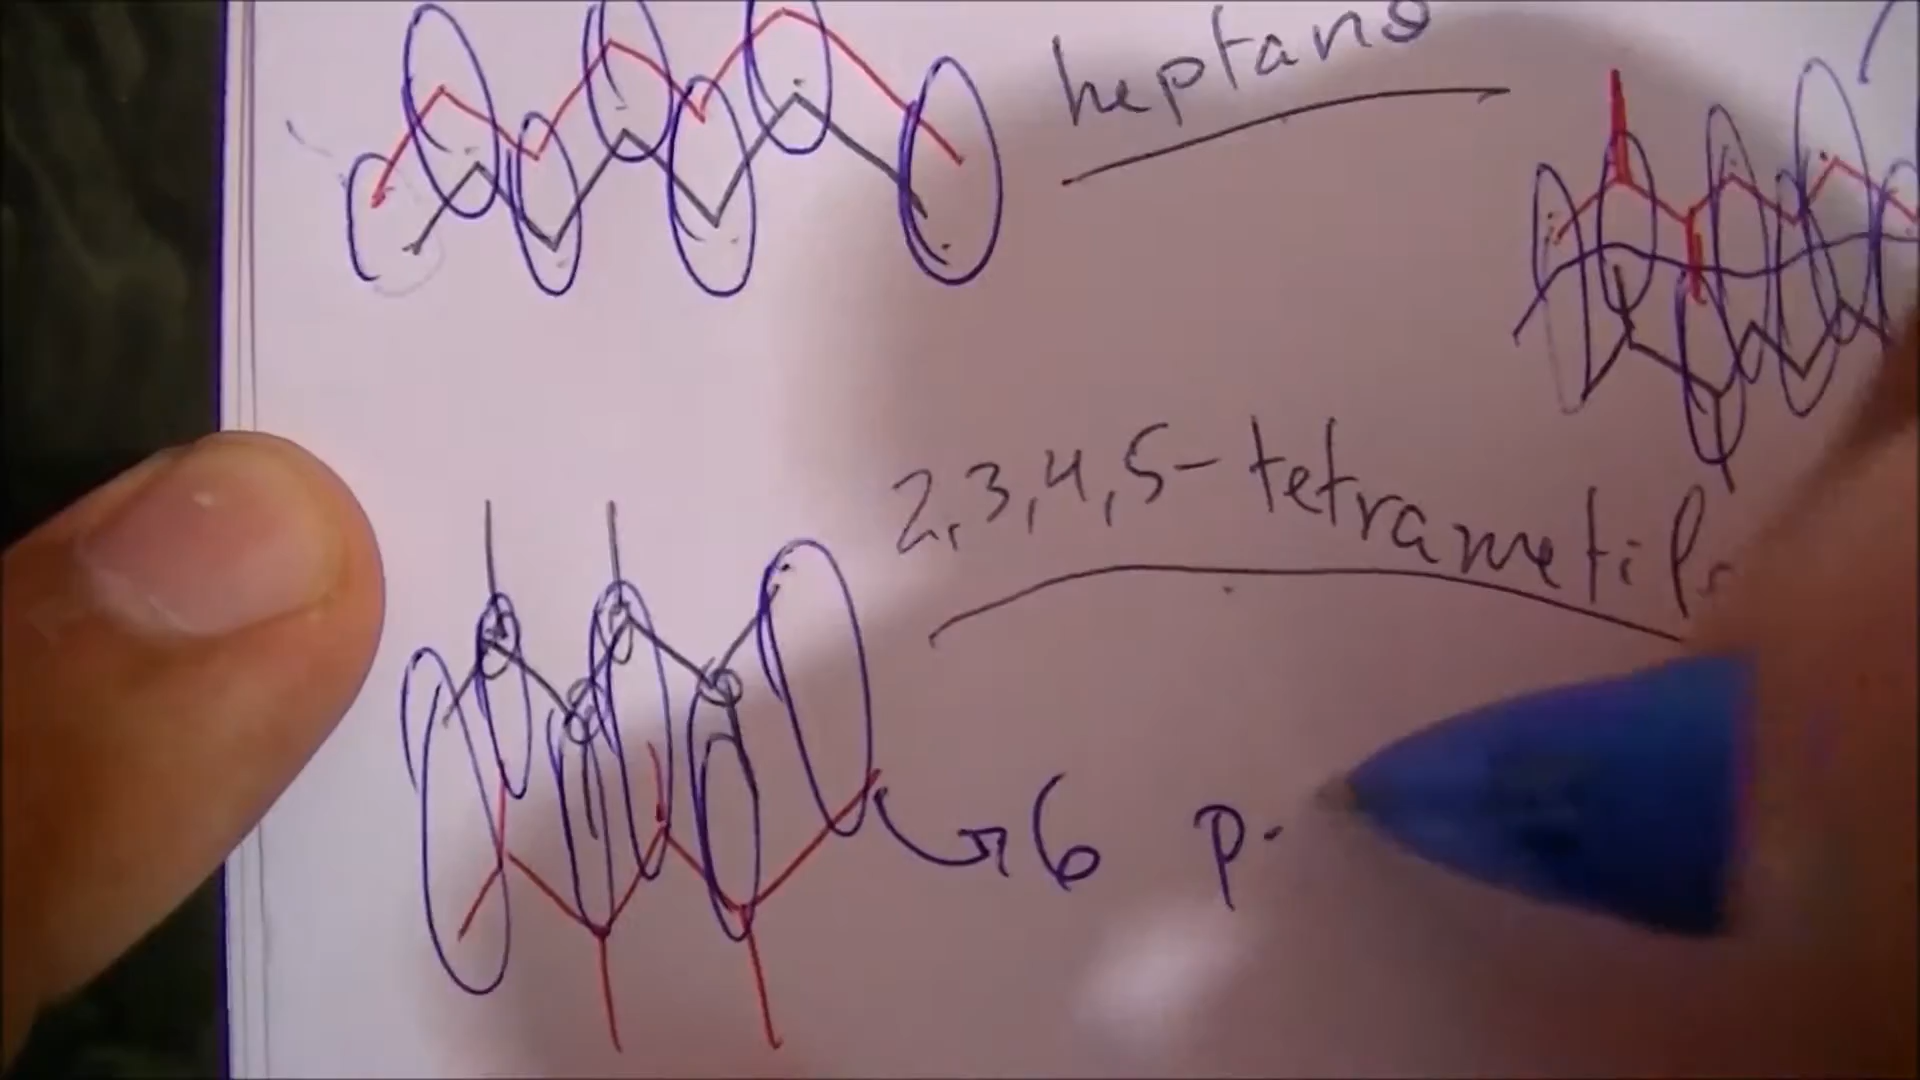 heptano
2,3,4,5-tetrametil
6 p.